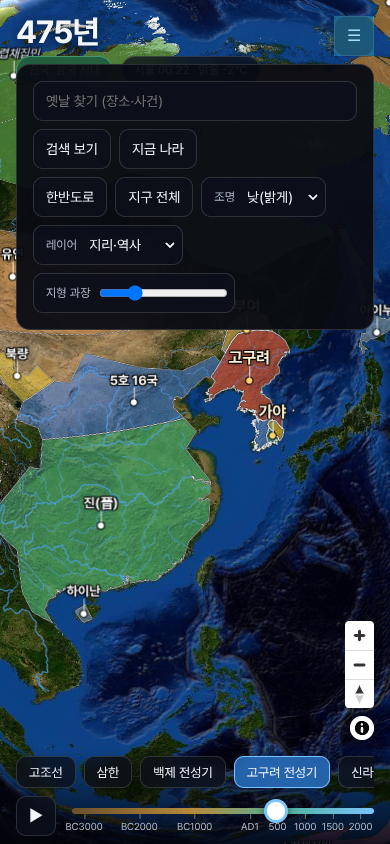 475년
☰
옛날 찾기 (장소·사건)
검색 보기 지금 나라
한반도로 지구 전체 조명 낮(밝게)
레이어 지리·역사
지형 과장
부여
고구려
북량
5호 16국
가야
진(晉)
하이난
고조선 삼한 백제 전성기 고구려 전성기 신라
BC3000 BC2000 BC1000 AD1 500 1000 1500 2000